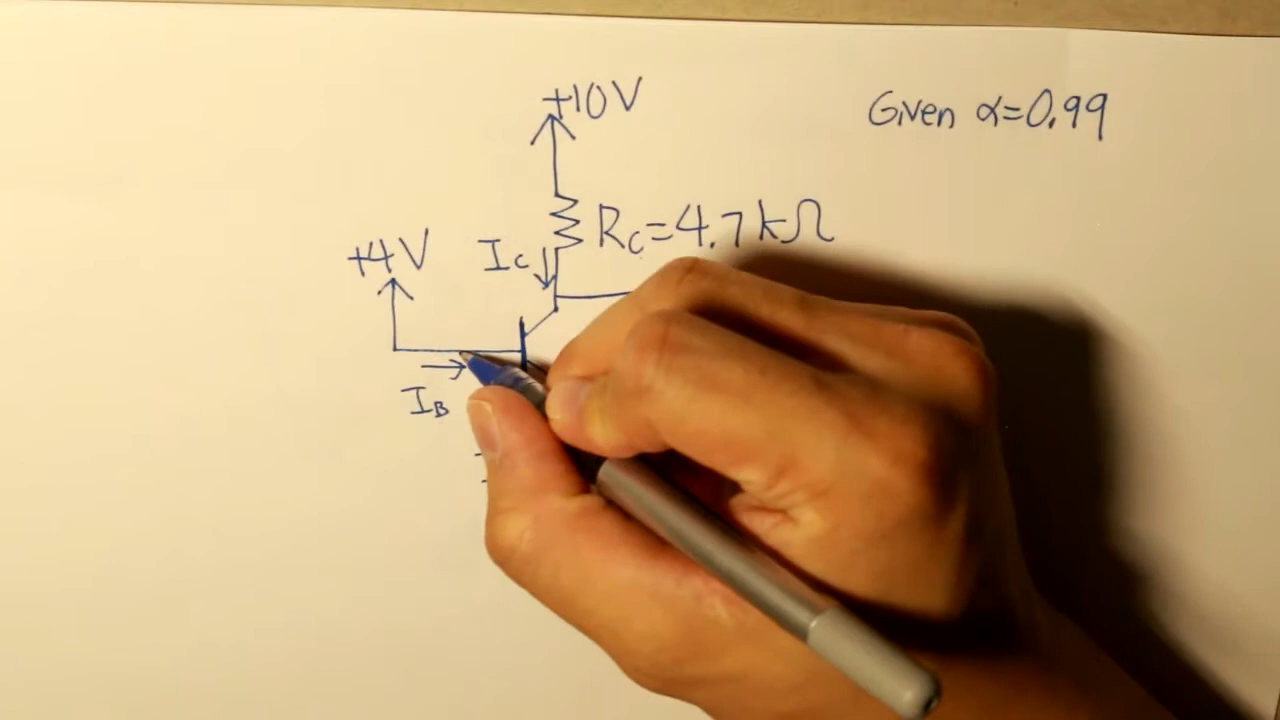 +10V
Given α=0.99
Rc=4.7kΩ
+4V
Ic
IB